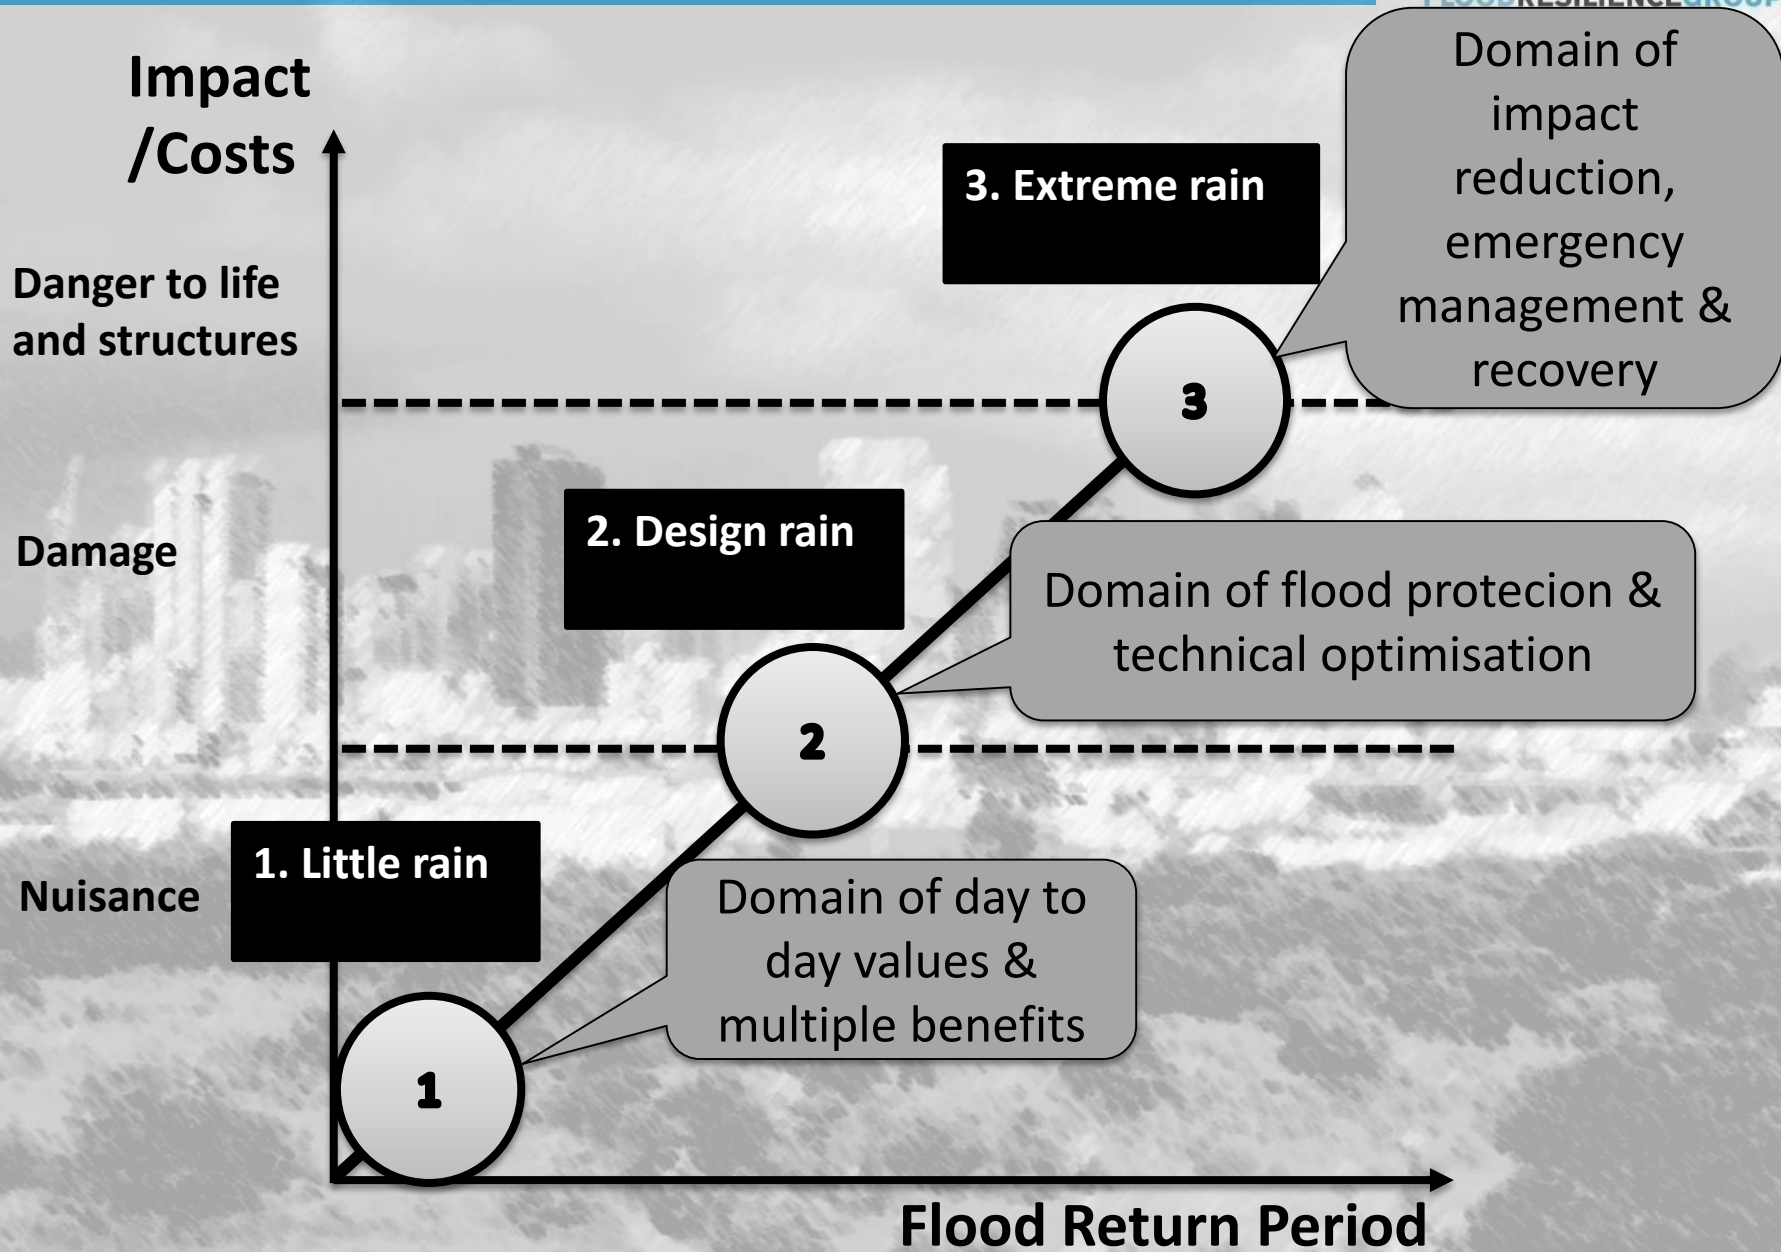 FLOODRESILIENCEGROUP
Impact
/Costs
Domain of
impact
reduction,
emergency
management &
recovery
3. Extreme rain
Danger to life
and structures
3
2. Design rain
Damage
Domain of flood protecion &
technical optimisation
2
1. Little rain
Nuisance
Domain of day to
day values &
multiple benefits
1
Flood Return Period